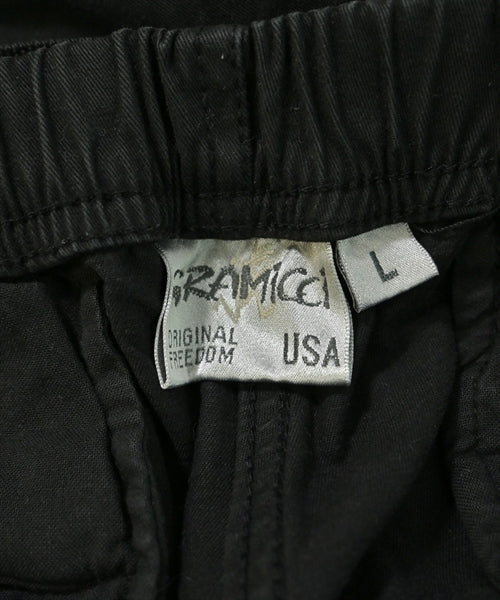 GRAMiCCi
ORIGINAL
FREEDOM
USA
L